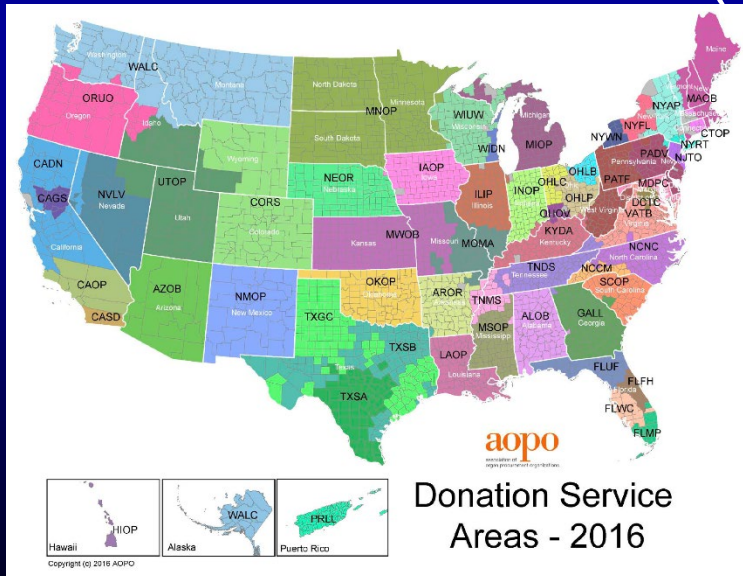 Washington
WALC
Montana
North Dakota
Minnesota
MNOP
South Dakota
ORUO
Oregon
Idaho
Wyoming
WIUW
Wisconsin
WIDN
Michigan
MIOP
Maine
NYAP
MAOB
NYWN
NYFL
CTOP
NYRT
NJTO
PADV
Pennsylvania
PATF
MDPC
DCTC
VATB
Virginia
West Virginia
CADN
CAGS
California
NVLV
Nevada
UTOP
Utah
CORS
Colorado
NEOR
Nebraska
IAOP
Iowa
ILIP
Illinois
INOP
OHLC
OHLB
OHLP
OHOV
KYDA
Kentucky
MWOB
Kansas
Missouri
MOMA
TNDS
Tennessee
NCNC
North Carolina
NCCM
SCOP
South Carolina
CAOP
CASD
AZOB
Arizona
NMOP
New Mexico
OKOP
TXGC
TXSB
Texas
TXSA
AROR
TNMS
MSOP
Mississippi
ALOB
Alabama
GALL
Georgia
LAOP
Louisiana
FLUF
FLFH
FLWC
FLMP
aopo
association of
organ procurement organizations
Donation Service
Areas - 2016
HIOP
Hawaii
WALC
Alaska
PRLL
Puerto Rico
Copyright (c) 2016 AOPO